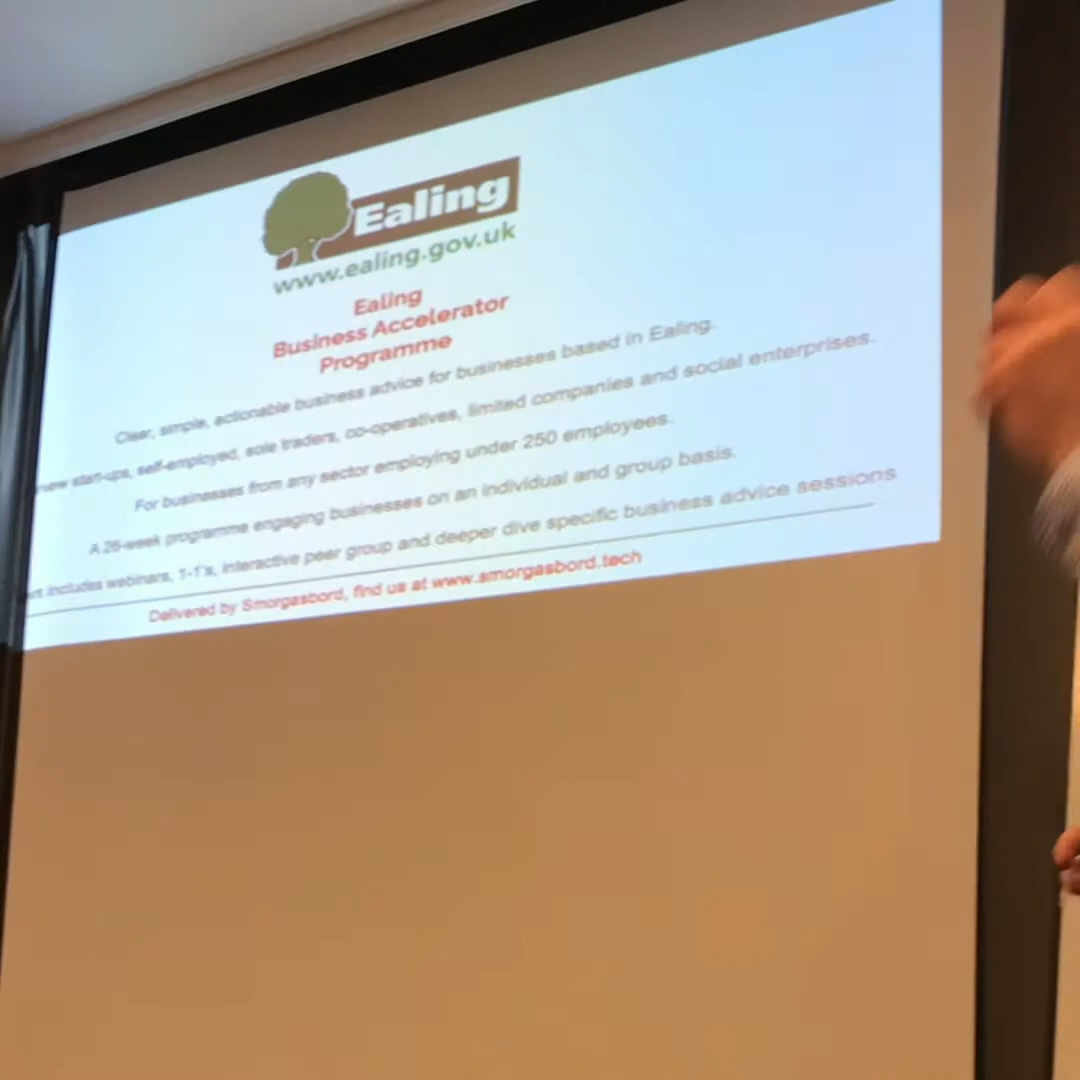 Ealing
www.ealing.gov.uk
Ealing
Business Accelerator
Programme
Clear, simple, actionable business advice for businesses based in Ealing.
new start-ups, self-employed, sole traders, co-operatives, limited companies and social enterprises.
For businesses from any sector employing under 250 employees.
A 26-week programme engaging businesses on an individual and group basis.
includes webinars, 1-1's, interactive peer group and deeper dive specific business advice sessions
Delivered by Smorgasbord, find us at www.smorgasbord.tech